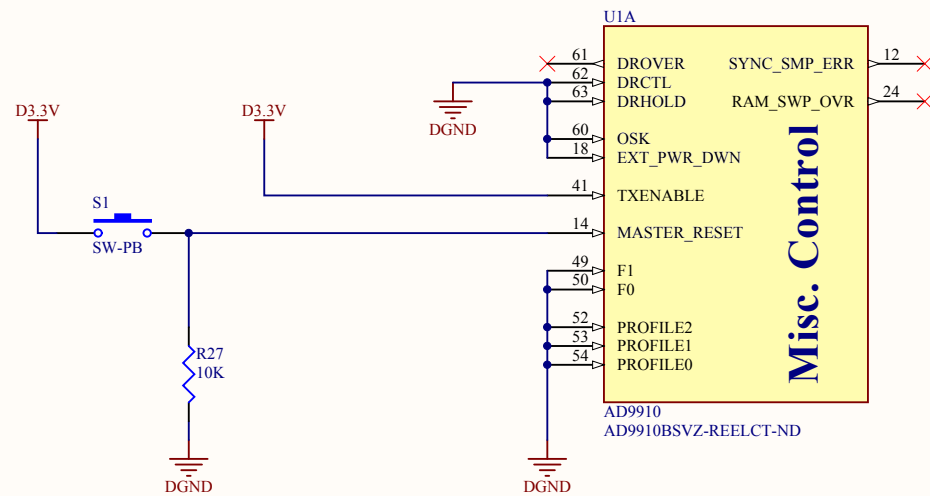 U1A
61 DROVER
62 DRCTL
63 DRHOLD
60 OSK
18 EXT_PWR_DWN
41 TXENABLE
14 MASTER_RESET
49 F1
50 F0
52 PROFILE2
53 PROFILE1
54 PROFILE0
SYNC_SMP_ERR 12
RAM_SWP_OVR 24
Misc. Control
AD9910
AD9910BSVZ-REELCT-ND
DGND
D3.3V
D3.3V
S1
SW-PB
R27
10K
DGND
DGND